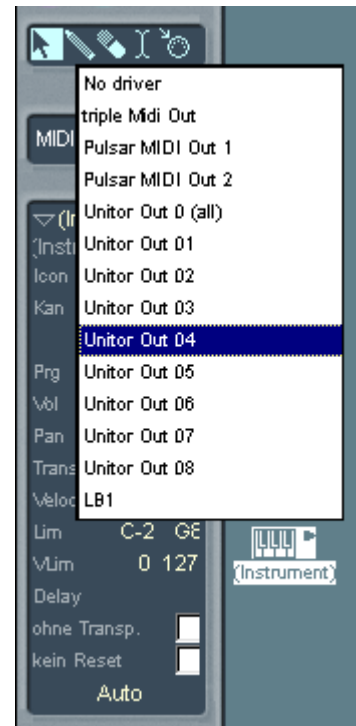 No driver
triple Midi Out
MIDI
Pulsar MIDI Out 1
Pulsar MIDI Out 2
Unitor Out 0 (all)
Unitor Out 01
Icon
Unitor Out 02
Kan
Unitor Out 03
Unitor Out 04
Prg
Unitor Out 05
Vol
Unitor Out 06
Pan
Unitor Out 07
Trans
Unitor Out 08
Veloc
LB1
Lim C-2 G8
VLim 0 127
(Instrument)
Delay
ohne Transp.
kein Reset
Auto